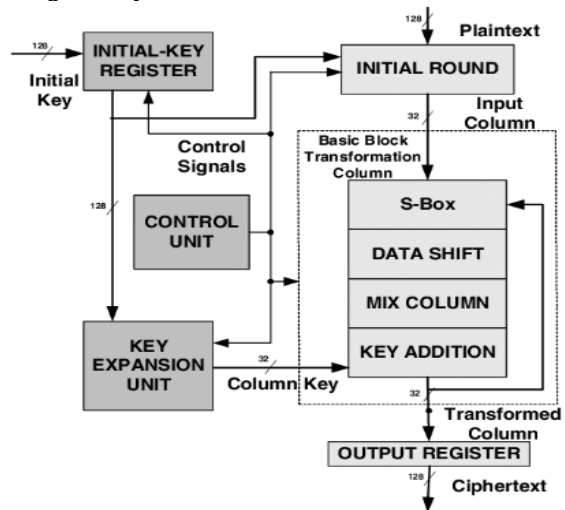 128
Plaintext
128
INITIAL-KEY
REGISTER
Initial
Key
INITIAL ROUND
Input
Column
32
Control
Signals
Basic Block
Transformation
Column
128
CONTROL
UNIT
S-Box
DATA SHIFT
MIX COLUMN
KEY ADDITION
KEY
EXPANSION
UNIT
32
Column Key
32
Transformed
Column
OUTPUT REGISTER
128
Ciphertext